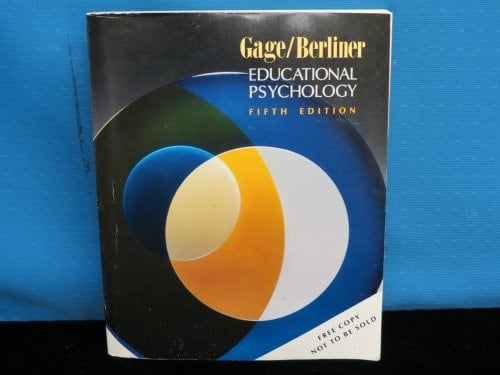 Gage/Berliner
EDUCATIONAL
PSYCHOLOGY
FIFTH EDITION
FREE COPY
NOT TO BE SOLD